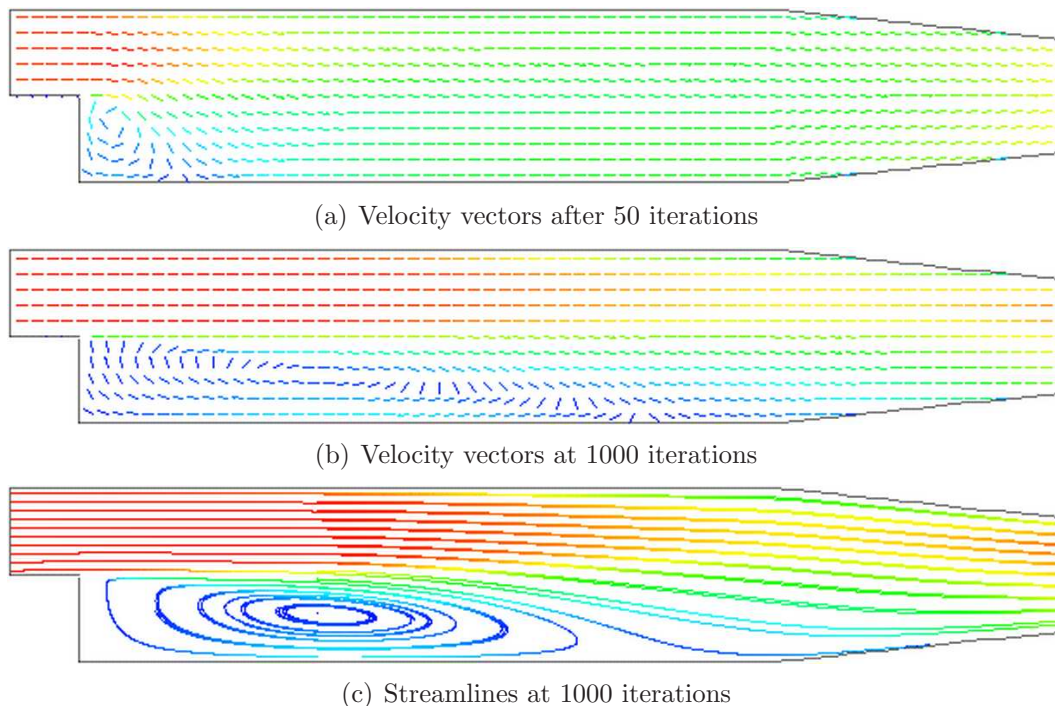 (a) Velocity vectors after 50 iterations
(b) Velocity vectors at 1000 iterations
(c) Streamlines at 1000 iterations